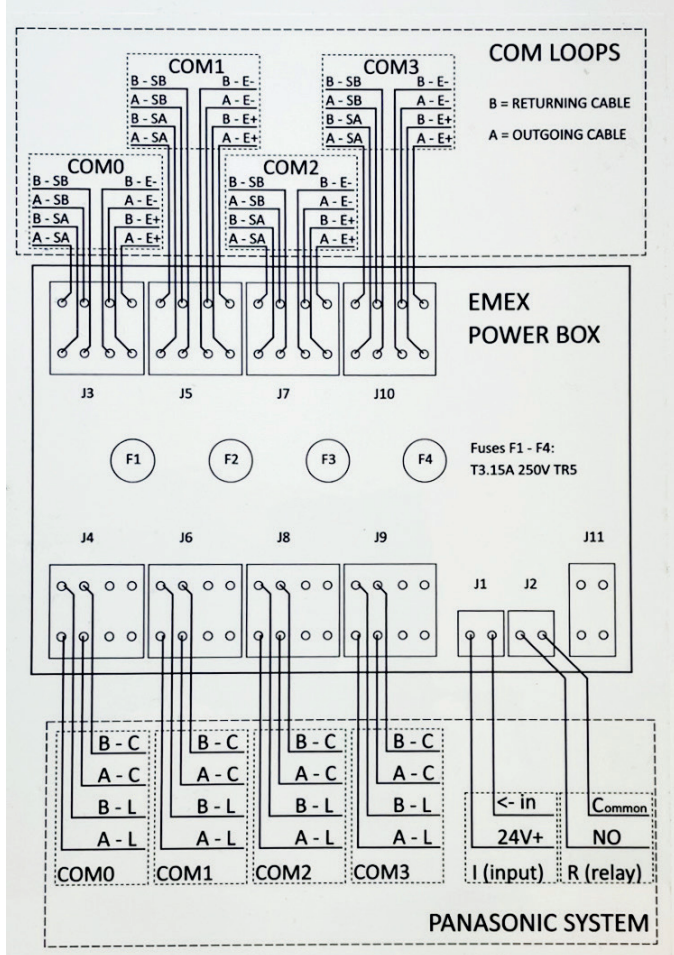 COM LOOPS
B = RETURNING CABLE
A = OUTGOING CABLE
COM1
B - SB B - E-
A - SB A - E-
B - SA B - E+
A - SA A - E+
COM3
B - SB B - E-
A - SB A - E-
B - SA B - E+
A - SA A - E+
COM0
B - SB B - E-
A - SB A - E-
B - SA B - E+
A - SA A - E+
COM2
B - SB B - E-
A - SB A - E-
B - SA B - E+
A - SA A - E+
EMEX
POWER BOX
J3 J5 J7 J10
F1 F2 F3 F4
Fuses F1 - F4:
T3.15A 250V TR5
J4 J6 J8 J9 J11
J1 J2
B - C B - C B - C B - C
A - C A - C A - C A - C
B - L B - L B - L B - L
A - L A - L A - L A - L
COM0 COM1 COM2 COM3
<- in
24V+
I (input)
Common
NO
R (relay)
PANASONIC SYSTEM